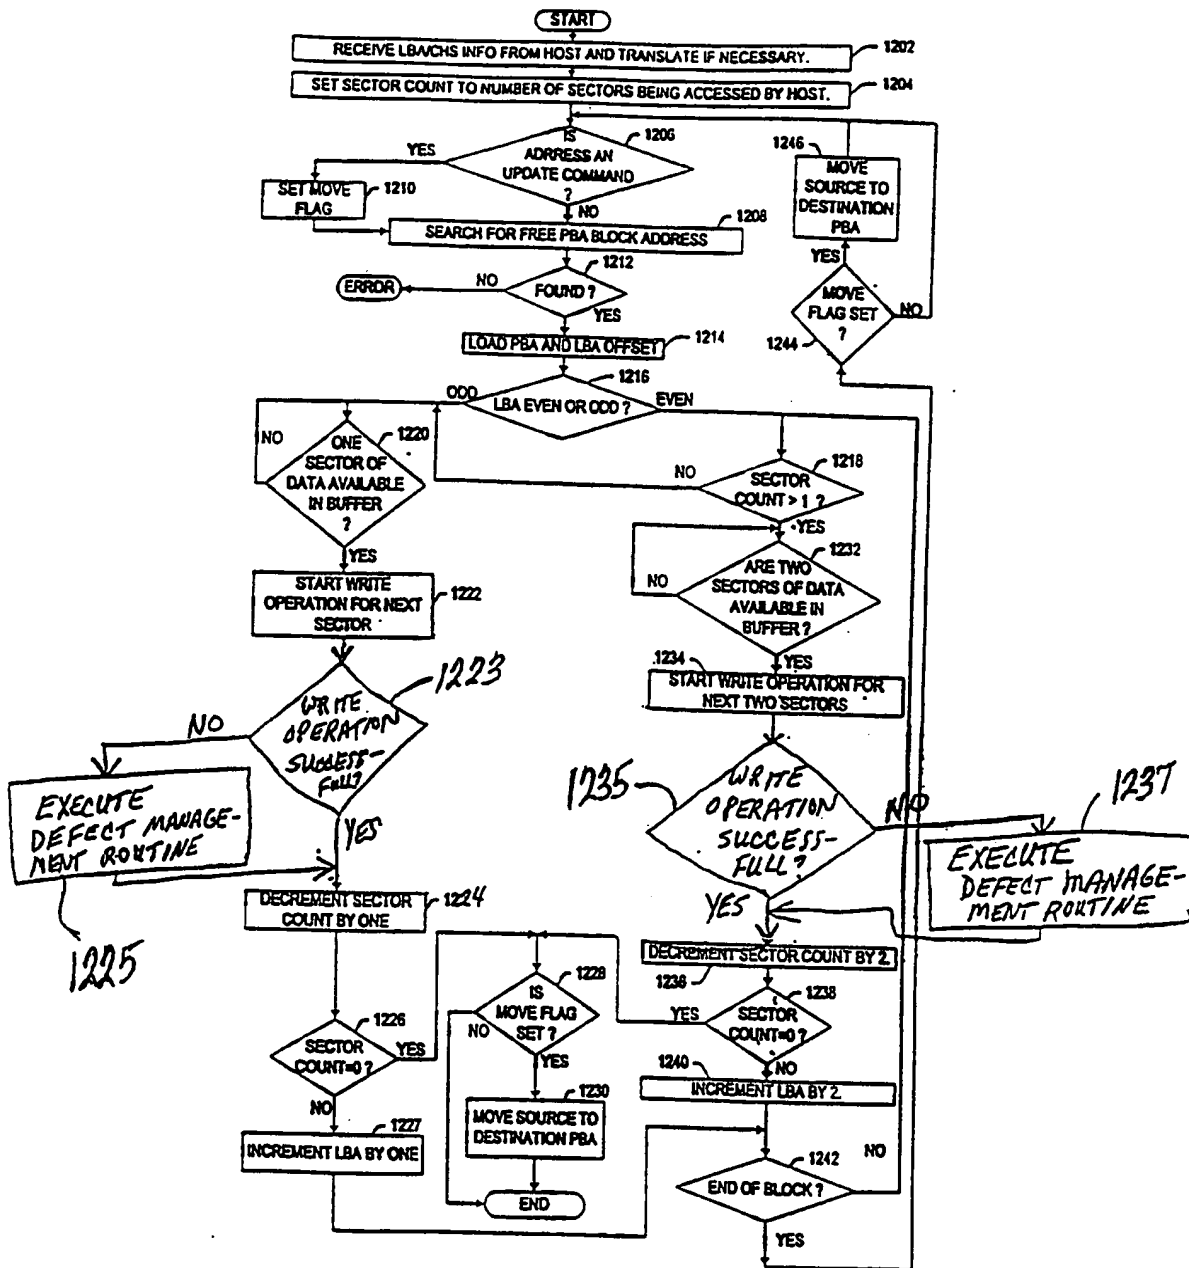 START
RECEIVE LBA/CHS INFO FROM HOST AND TRANSLATE IF NECESSARY.
1202
SET SECTOR COUNT TO NUMBER OF SECTORS BEING ACCESSED BY HOST.
1204
IS
ADRRESS AN
UPDATE COMMAND
?
1206
YES
NO
SET MOVE
FLAG
1210
SEARCH FOR FREE PBA BLOCK ADDRESS
1208
1246
MOVE
SOURCE TO
DESTINATION
PBA
YES
MOVE
FLAG SET
?
NO
1244
FOUND ?
1212
NO
ERROR
YES
LOAD PBA AND LBA OFFSET
1214
LBA EVEN OR ODD ?
1216
ODD
EVEN
ONE
SECTOR OF
DATA AVAILABLE
IN BUFFER
?
1220
NO
YES
SECTOR
COUNT > 1 ?
1218
NO
YES
ARE TWO
SECTORS OF DATA
AVAILABLE IN
BUFFER ?
1232
NO
YES
START WRITE
OPERATION FOR NEXT
SECTOR
1222
1234
START WRITE OPERATION FOR
NEXT TWO SECTORS
WRITE
OPERATION
SUCCESS-
FULL?
1223
NO
YES
EXECUTE
DEFECT MANAGE-
MENT ROUTINE
1225
WRITE
OPERATION
SUCCESS-
FULL?
1235
NO
YES
EXECUTE
DEFECT MANAGE-
MENT ROUTINE
1237
DECREMENT SECTOR
COUNT BY ONE
1224
DECREMENT SECTOR COUNT BY 2.
1236
SECTOR
COUNT=0 ?
1226
YES
NO
IS
MOVE FLAG
SET ?
1228
NO
YES
SECTOR
COUNT=0 ?
1238
YES
NO
1240
INCREMENT LBA BY 2.
INCREMENT LBA BY ONE
1227
MOVE SOURCE TO
DESTINATION PBA
1230
END
END OF BLOCK ?
1242
NO
YES